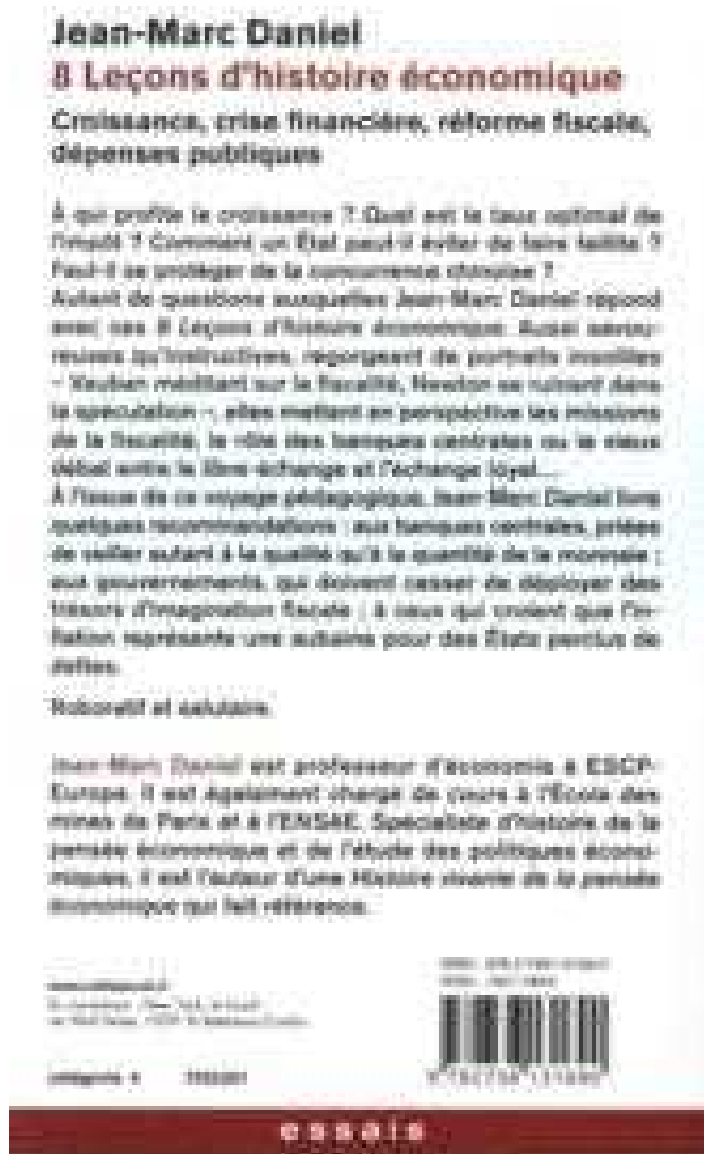 Jean-Marc Daniel
8 Leçons d'histoire économique
Croissance, crise financière, réforme fiscale,
dépenses publiques
À qui profite la croissance ? Quel est le taux optimal de
l'impôt ? Comment un État peut-il éviter de faire faillite ?
Faut-il se protéger de la concurrence chinoise ?
Autant de questions auxquelles Jean-Marc Daniel répond
avec ces 8 Leçons d'histoire économique. Aussi savou-
reuses qu'instructives, regorgeant de portraits insolites
– Vauban méditant sur la fiscalité, Newton se ruinant dans
la spéculation –, elles mettent en perspective les missions
de la fiscalité, le rôle des banques centrales ou le vieux
débat entre le libre-échange et l'échange loyal…
À l'issue de ce voyage pédagogique, Jean-Marc Daniel livre
quelques recommandations : aux banques centrales, priées
de veiller autant à la qualité qu'à la quantité de la monnaie ;
aux gouvernements, qui doivent cesser de déployer des
trésors d'imagination fiscale ; à ceux qui croient que l'in-
flation représente une aubaine pour des États perclus de
dettes.
Roboratif et salutaire.
Jean-Marc Daniel est professeur d'économie à ESCP-
Europe. Il est également chargé de cours à l'École des
mines de Paris et à l'ENSAE. Spécialiste d'histoire de la
pensée économique et de l'étude des politiques écono-
miques, il est l'auteur d'une Histoire vivante de la pensée
économique qui fait référence.
essais